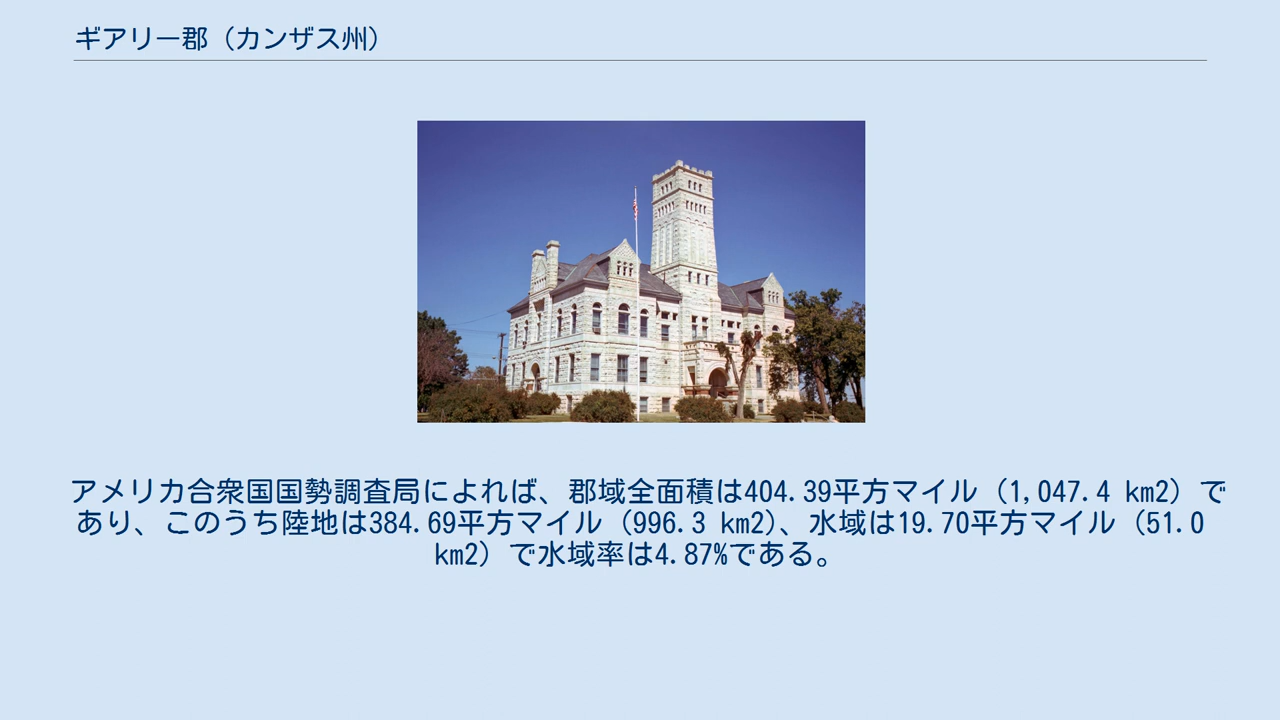 ギアリー郡（カンザス州）
アメリカ合衆国国勢調査局によれば、郡域全面積は404.39平方マイル（1,047.4 km2）で
あり、このうち陸地は384.69平方マイル（996.3 km2)、水域は19.70平方マイル（51.0
km2）で水域率は4.87%である。